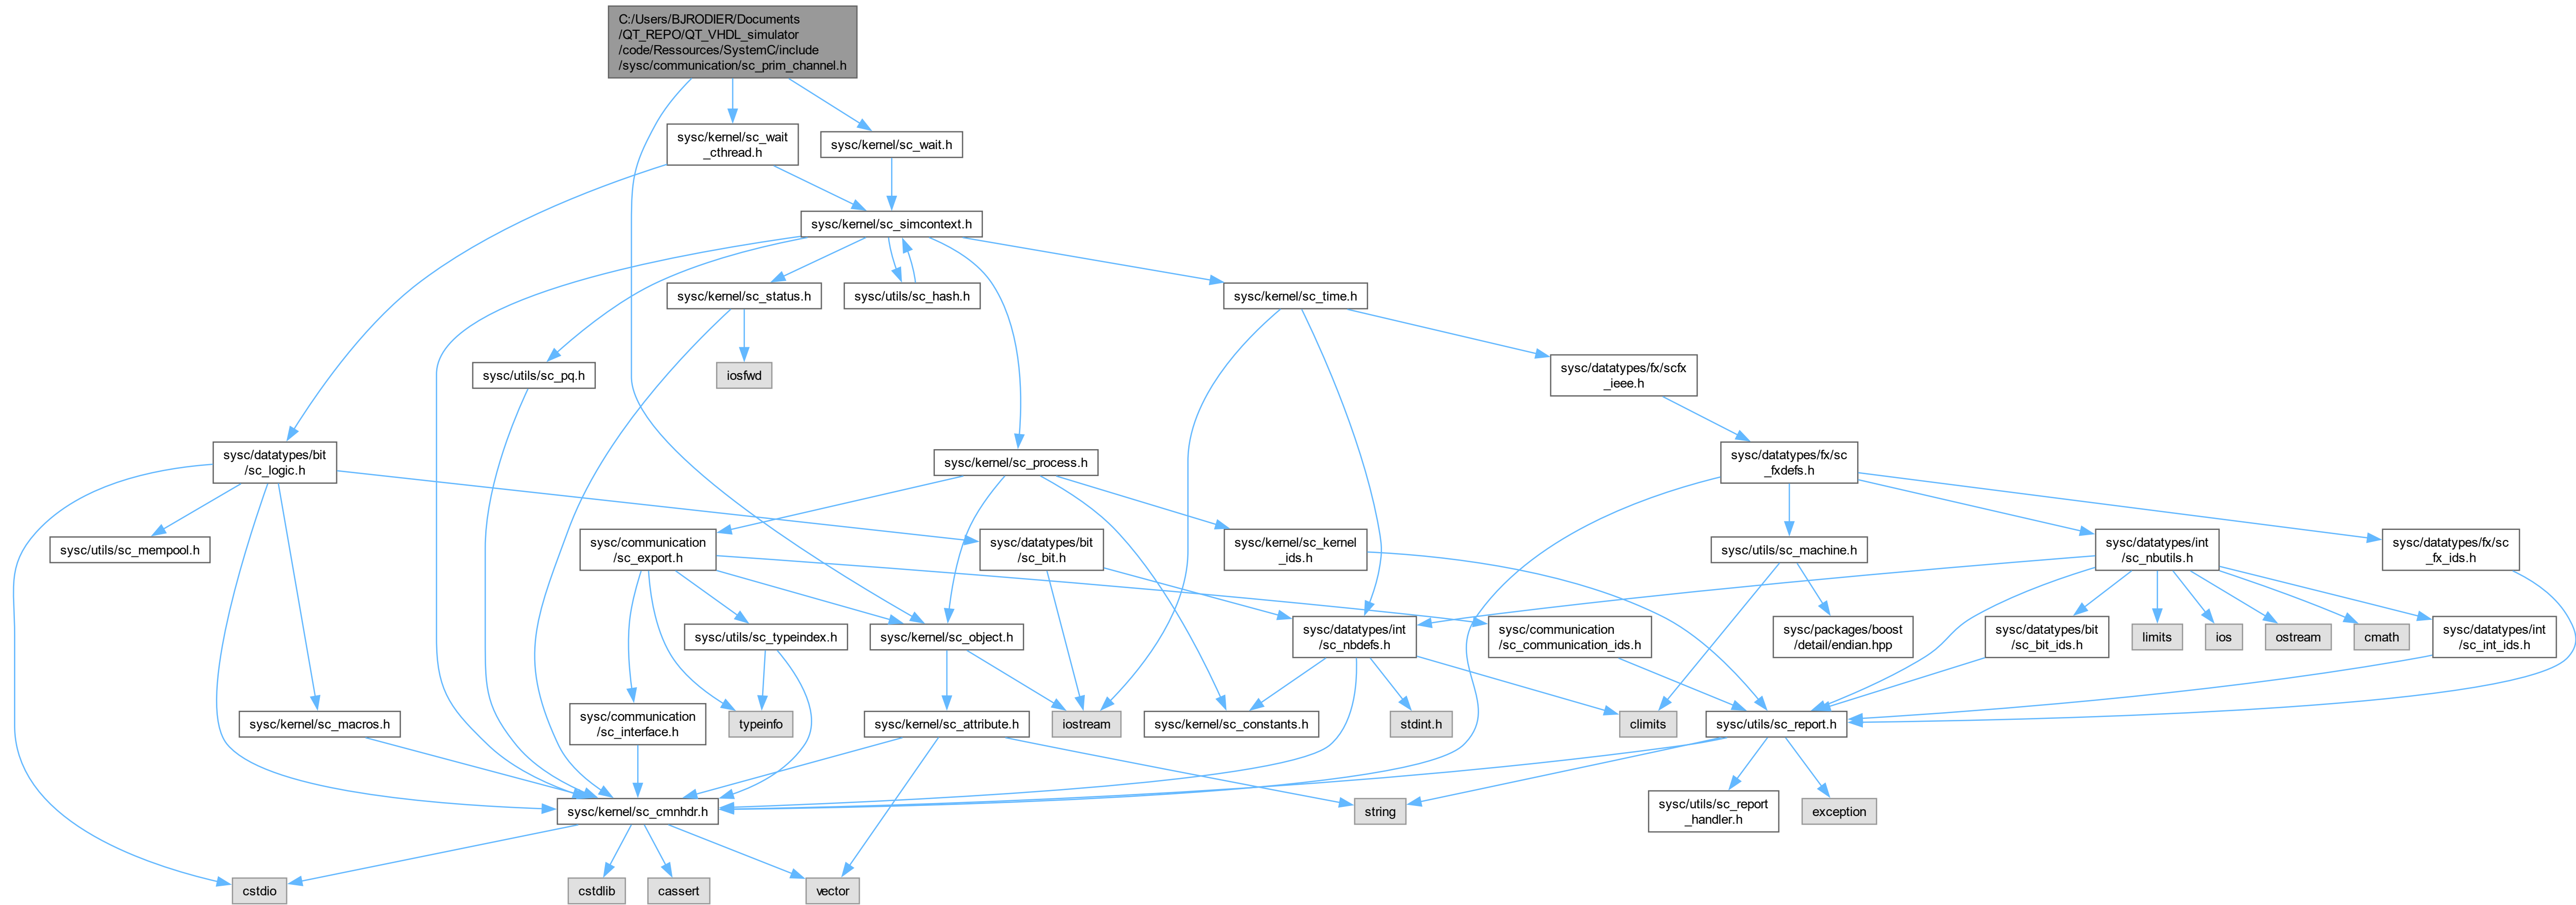 C:/Users/BJRODIER/Documents
/QT_REPO/QT_VHDL_simulator
/code/Ressources/SystemC/include
/sysc/communication/sc_prim_channel.h
sysc/kernel/sc_wait
_cthread.h
sysc/kernel/sc_wait.h
sysc/kernel/sc_simcontext.h
sysc/kernel/sc_status.h
sysc/utils/sc_hash.h
sysc/kernel/sc_time.h
sysc/utils/sc_pq.h
iosfwd
sysc/datatypes/fx/scfx
_ieee.h
sysc/datatypes/bit
/sc_logic.h
sysc/kernel/sc_process.h
sysc/datatypes/fx/sc
_fxdefs.h
sysc/utils/sc_mempool.h
sysc/communication
/sc_export.h
sysc/datatypes/bit
/sc_bit.h
sysc/kernel/sc_kernel
_ids.h
sysc/utils/sc_machine.h
sysc/datatypes/int
/sc_nbutils.h
sysc/datatypes/fx/sc
_fx_ids.h
sysc/utils/sc_typeindex.h
sysc/kernel/sc_object.h
sysc/datatypes/int
/sc_nbdefs.h
sysc/communication
/sc_communication_ids.h
sysc/packages/boost
/detail/endian.hpp
sysc/datatypes/bit
/sc_bit_ids.h
limits
ios
ostream
cmath
sysc/datatypes/int
/sc_int_ids.h
sysc/kernel/sc_macros.h
sysc/communication
/sc_interface.h
typeinfo
sysc/kernel/sc_attribute.h
iostream
sysc/kernel/sc_constants.h
stdint.h
climits
sysc/utils/sc_report.h
sysc/kernel/sc_cmnhdr.h
string
sysc/utils/sc_report
_handler.h
exception
cstdio
cstdlib
cassert
vector